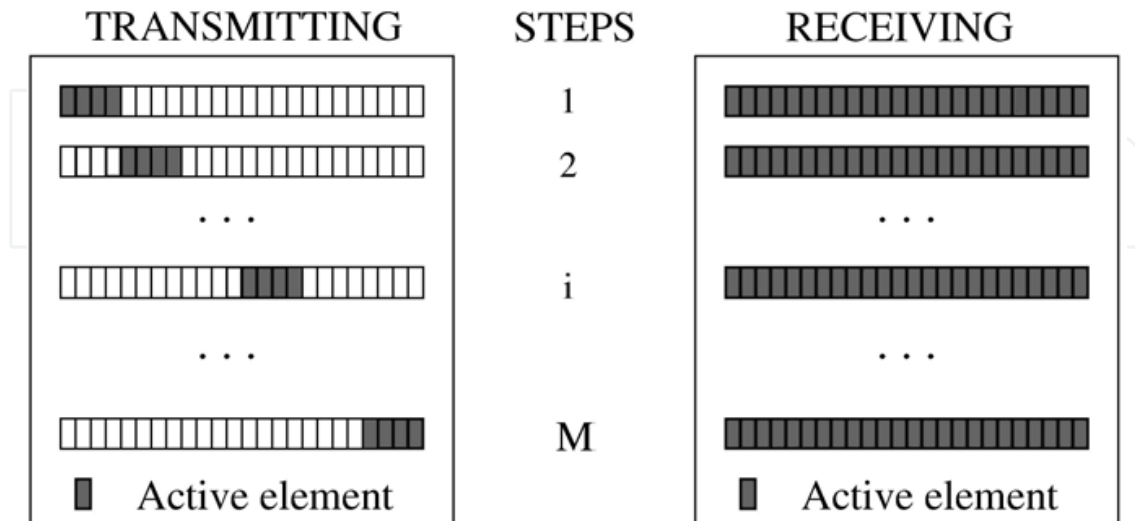 TRANSMITTING STEPS RECEIVING
1
2
. . . . . .
i
. . . . . .
M
Active element Active element